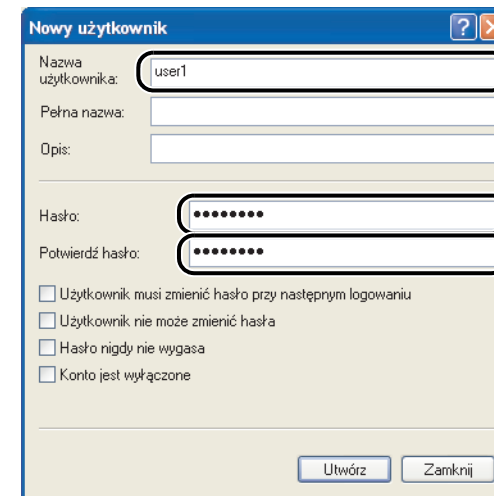 Nowy użytkownik
Nazwa
użytkownika:
user1
Pełna nazwa:
Opis:
Hasło:
••••••••
Potwierdź hasło:
••••••••
Użytkownik musi zmienić hasło przy następnym logowaniu
Użytkownik nie może zmienić hasła
Hasło nigdy nie wygasa
Konto jest wyłączone
Utwórz Zamknij